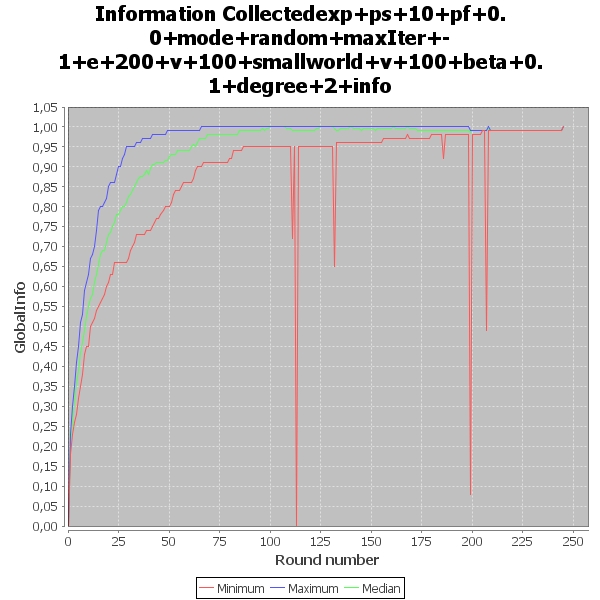 Information Collectedexp+ps+10+pf+0.
0+mode+random+maxIter+-
1+e+200+v+100+smallworld+v+100+beta+0.
1+degree+2+info
1,05
1,00
0,95
0,90
0,85
0,80
0,75
0,70
0,65
0,60
0,55
0,50
0,45
0,40
0,35
0,30
0,25
0,20
0,15
0,10
0,05
0,00
GlobalInfo
0 25 50 75 100 125 150 175 200 225 250
Round number
Minimum Maximum Median